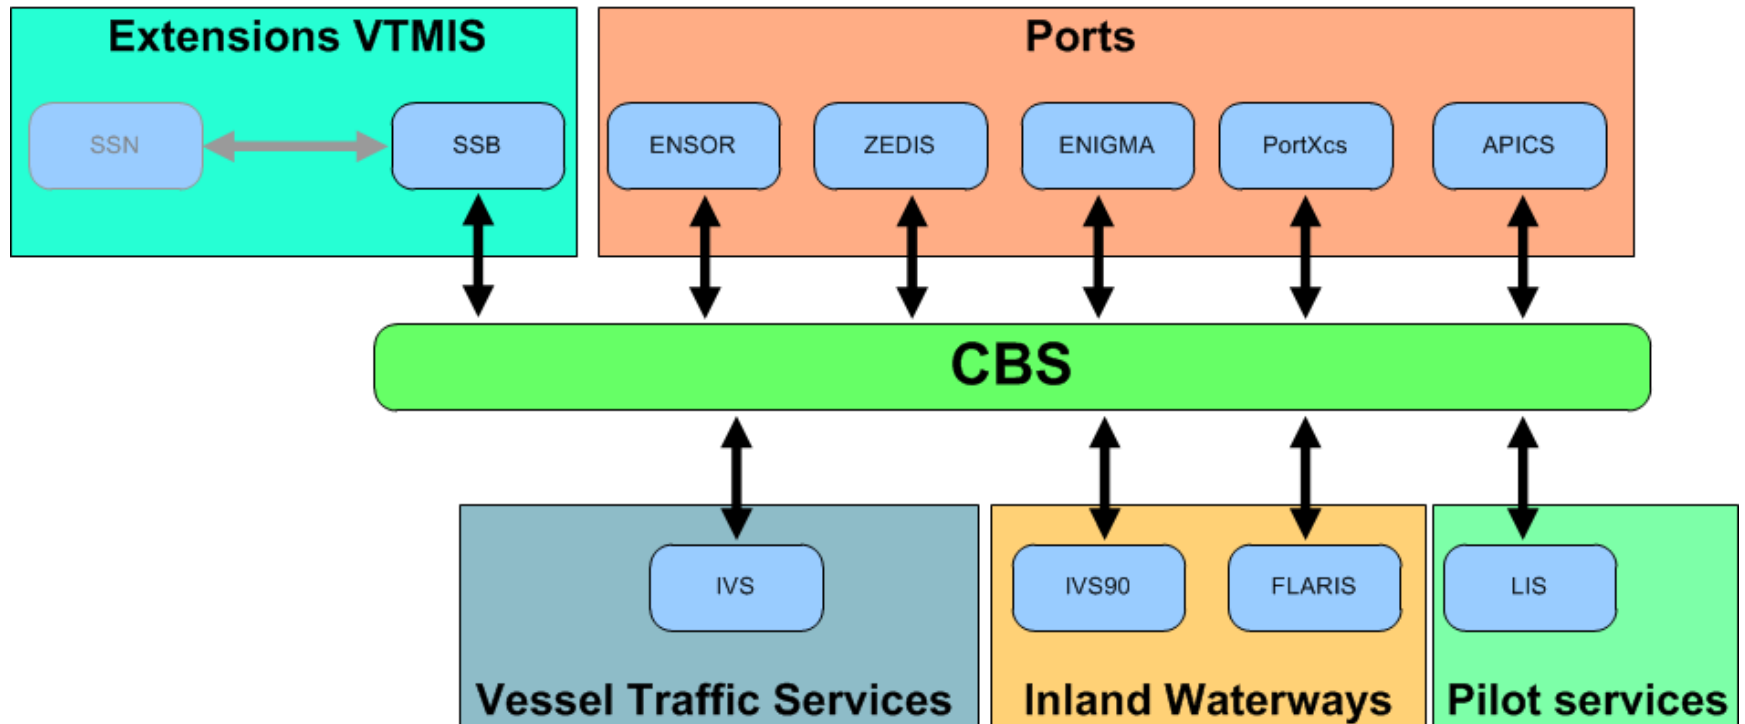 Extensions VTMIS
Ports
SSN
SSB
ENSOR
ZEDIS
ENIGMA
PortXcs
APICS
CBS
IVS
IVS90
FLARIS
LIS
Vessel Traffic Services
Inland Waterways
Pilot services